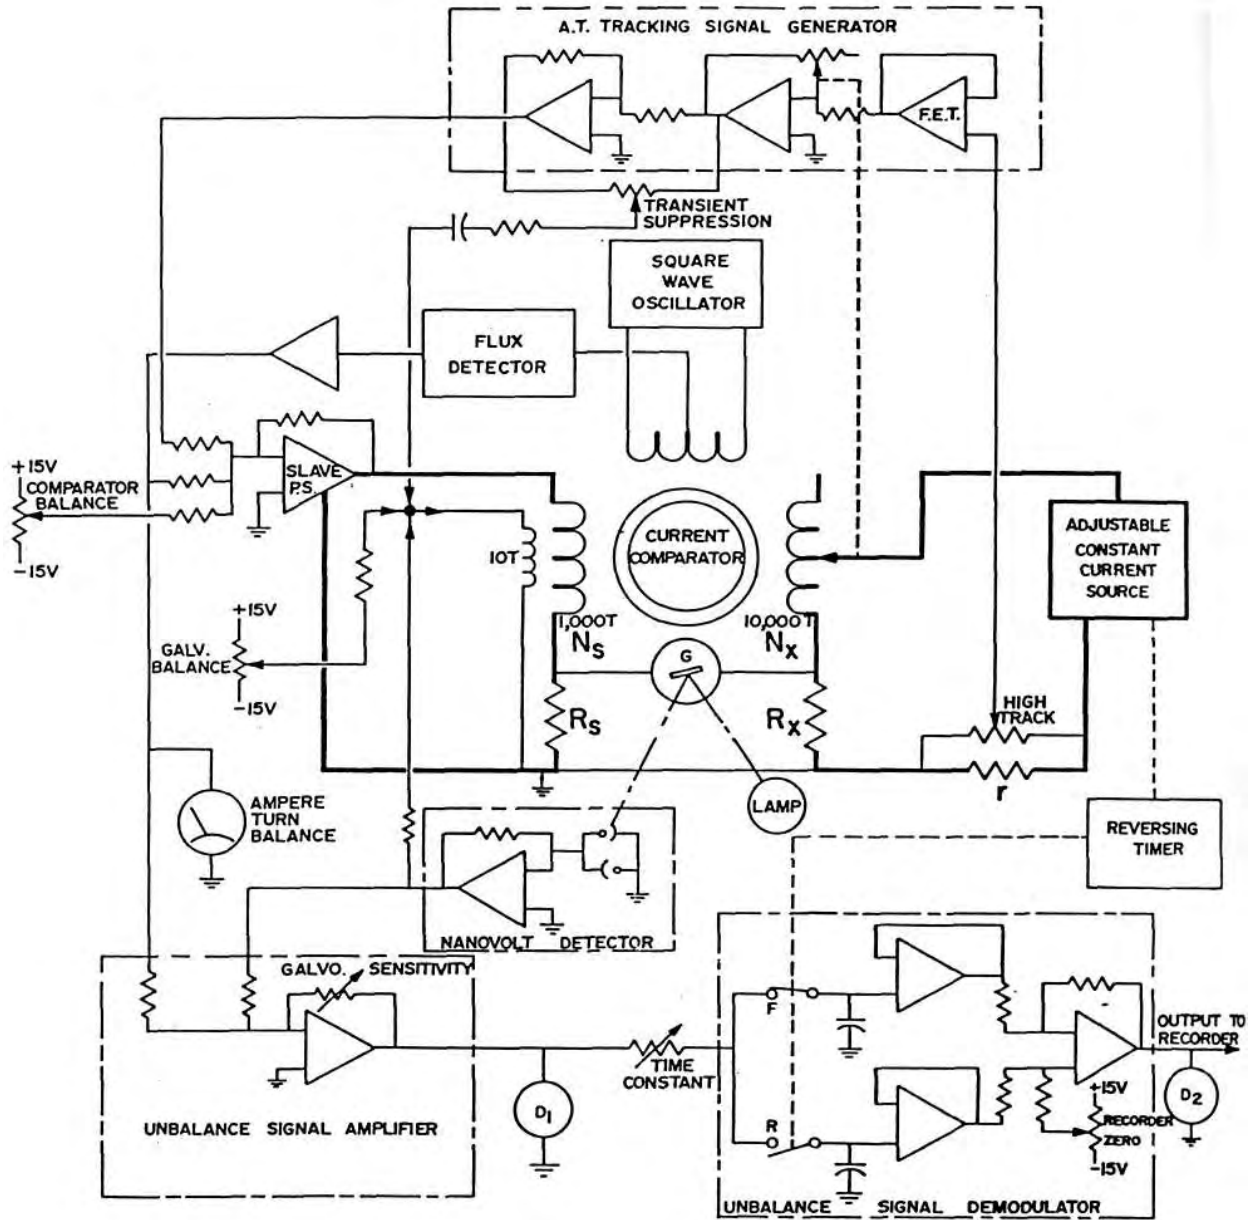 A.T. TRACKING SIGNAL GENERATOR
F.E.T.
TRANSIENT
SUPPRESSION
SQUARE
WAVE
OSCILLATOR
FLUX
DETECTOR
+15V
COMPARATOR
BALANCE
-15V
SLAVE
P.S.
10T
CURRENT
COMPARATOR
ADJUSTABLE
CONSTANT
CURRENT
SOURCE
1,000T
NS
10,000T
NX
+15V
GALV.
BALANCE
-15V
G
RS
RX
HIGH
TRACK
r
LAMP
AMPERE
TURN
BALANCE
REVERSING
TIMER
NANOVOLT DETECTOR
GALVO. SENSITIVITY
UNBALANCE SIGNAL AMPLIFIER
D1
TIME
CONSTANT
F
R
+15V
RECORDER
ZERO
-15V
OUTPUT TO
RECORDER
D2
UNBALANCE SIGNAL DEMODULATOR